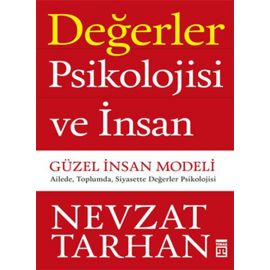 Değerler
Psikolojisi
ve İnsan
GÜZEL İNSAN MODELİ
Ailede, Toplumda, Siyasette Değerler Psikolojisi
NEVZAT
TARHAN